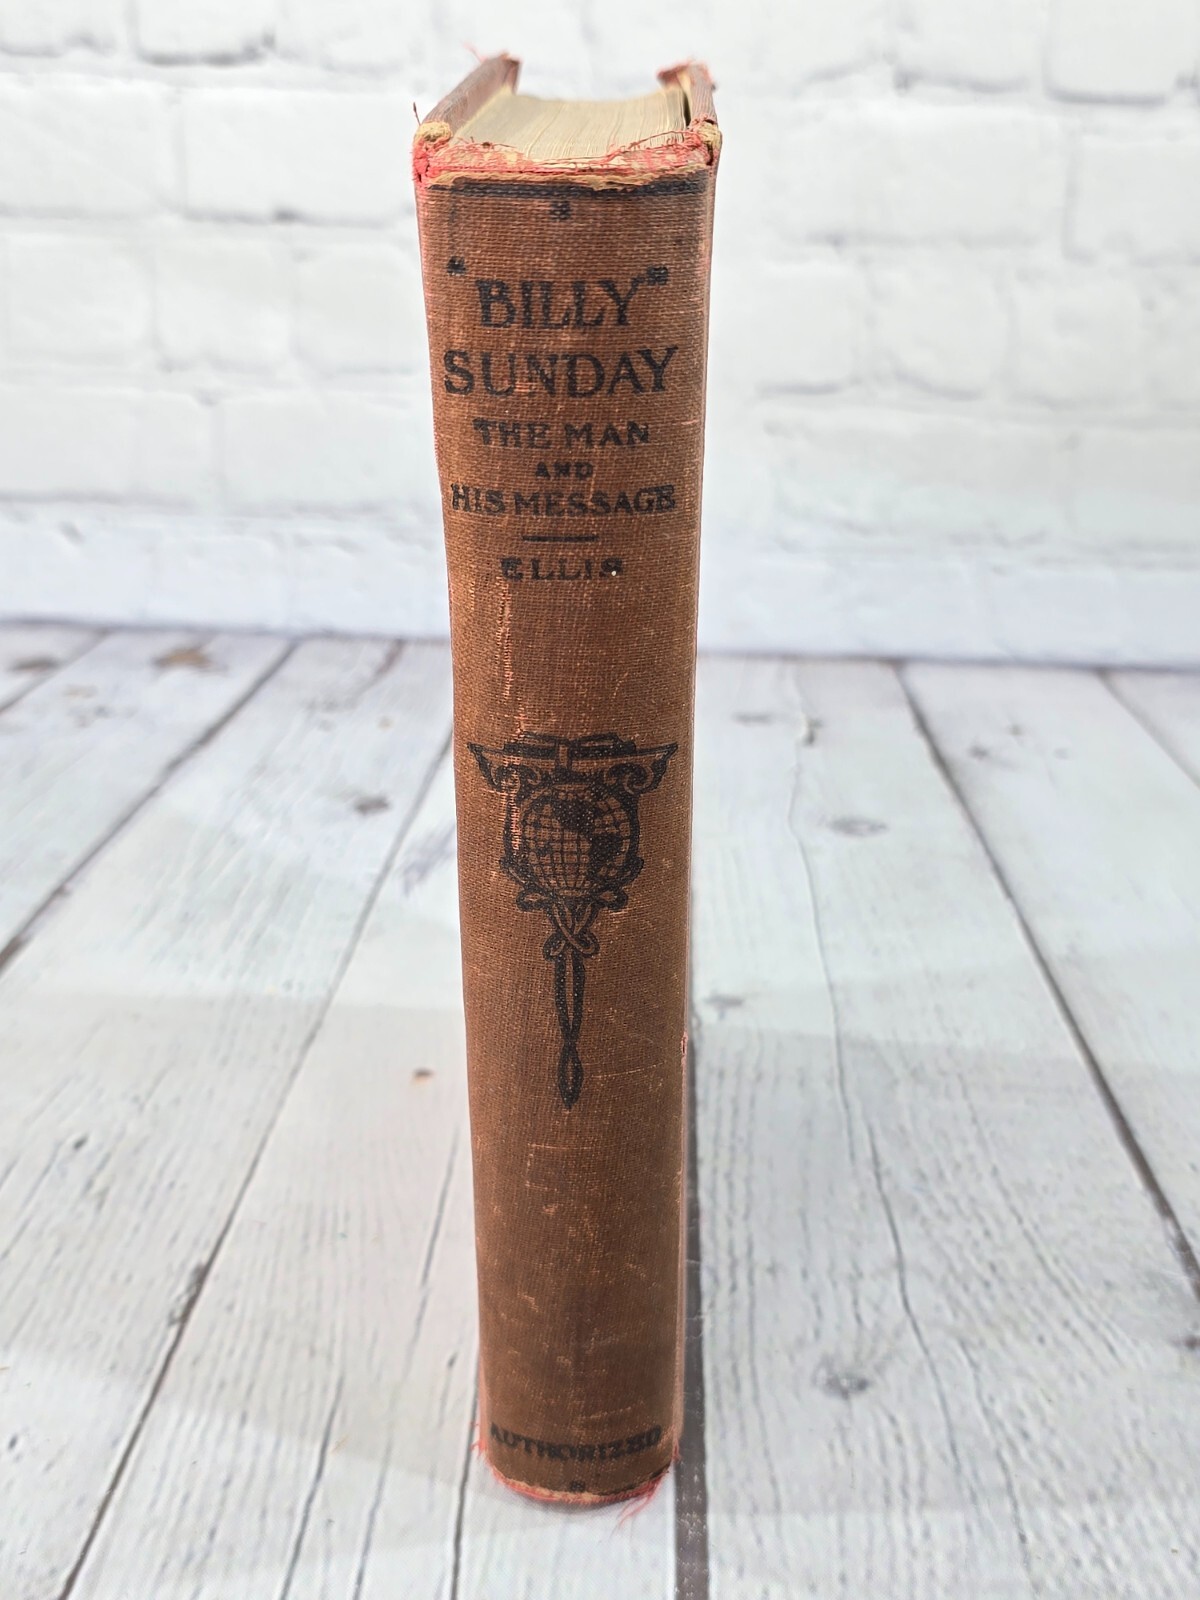 "BILLY"
SUNDAY
THE MAN
AND
HIS MESSAGE
ELLIS
AUTHORIZED